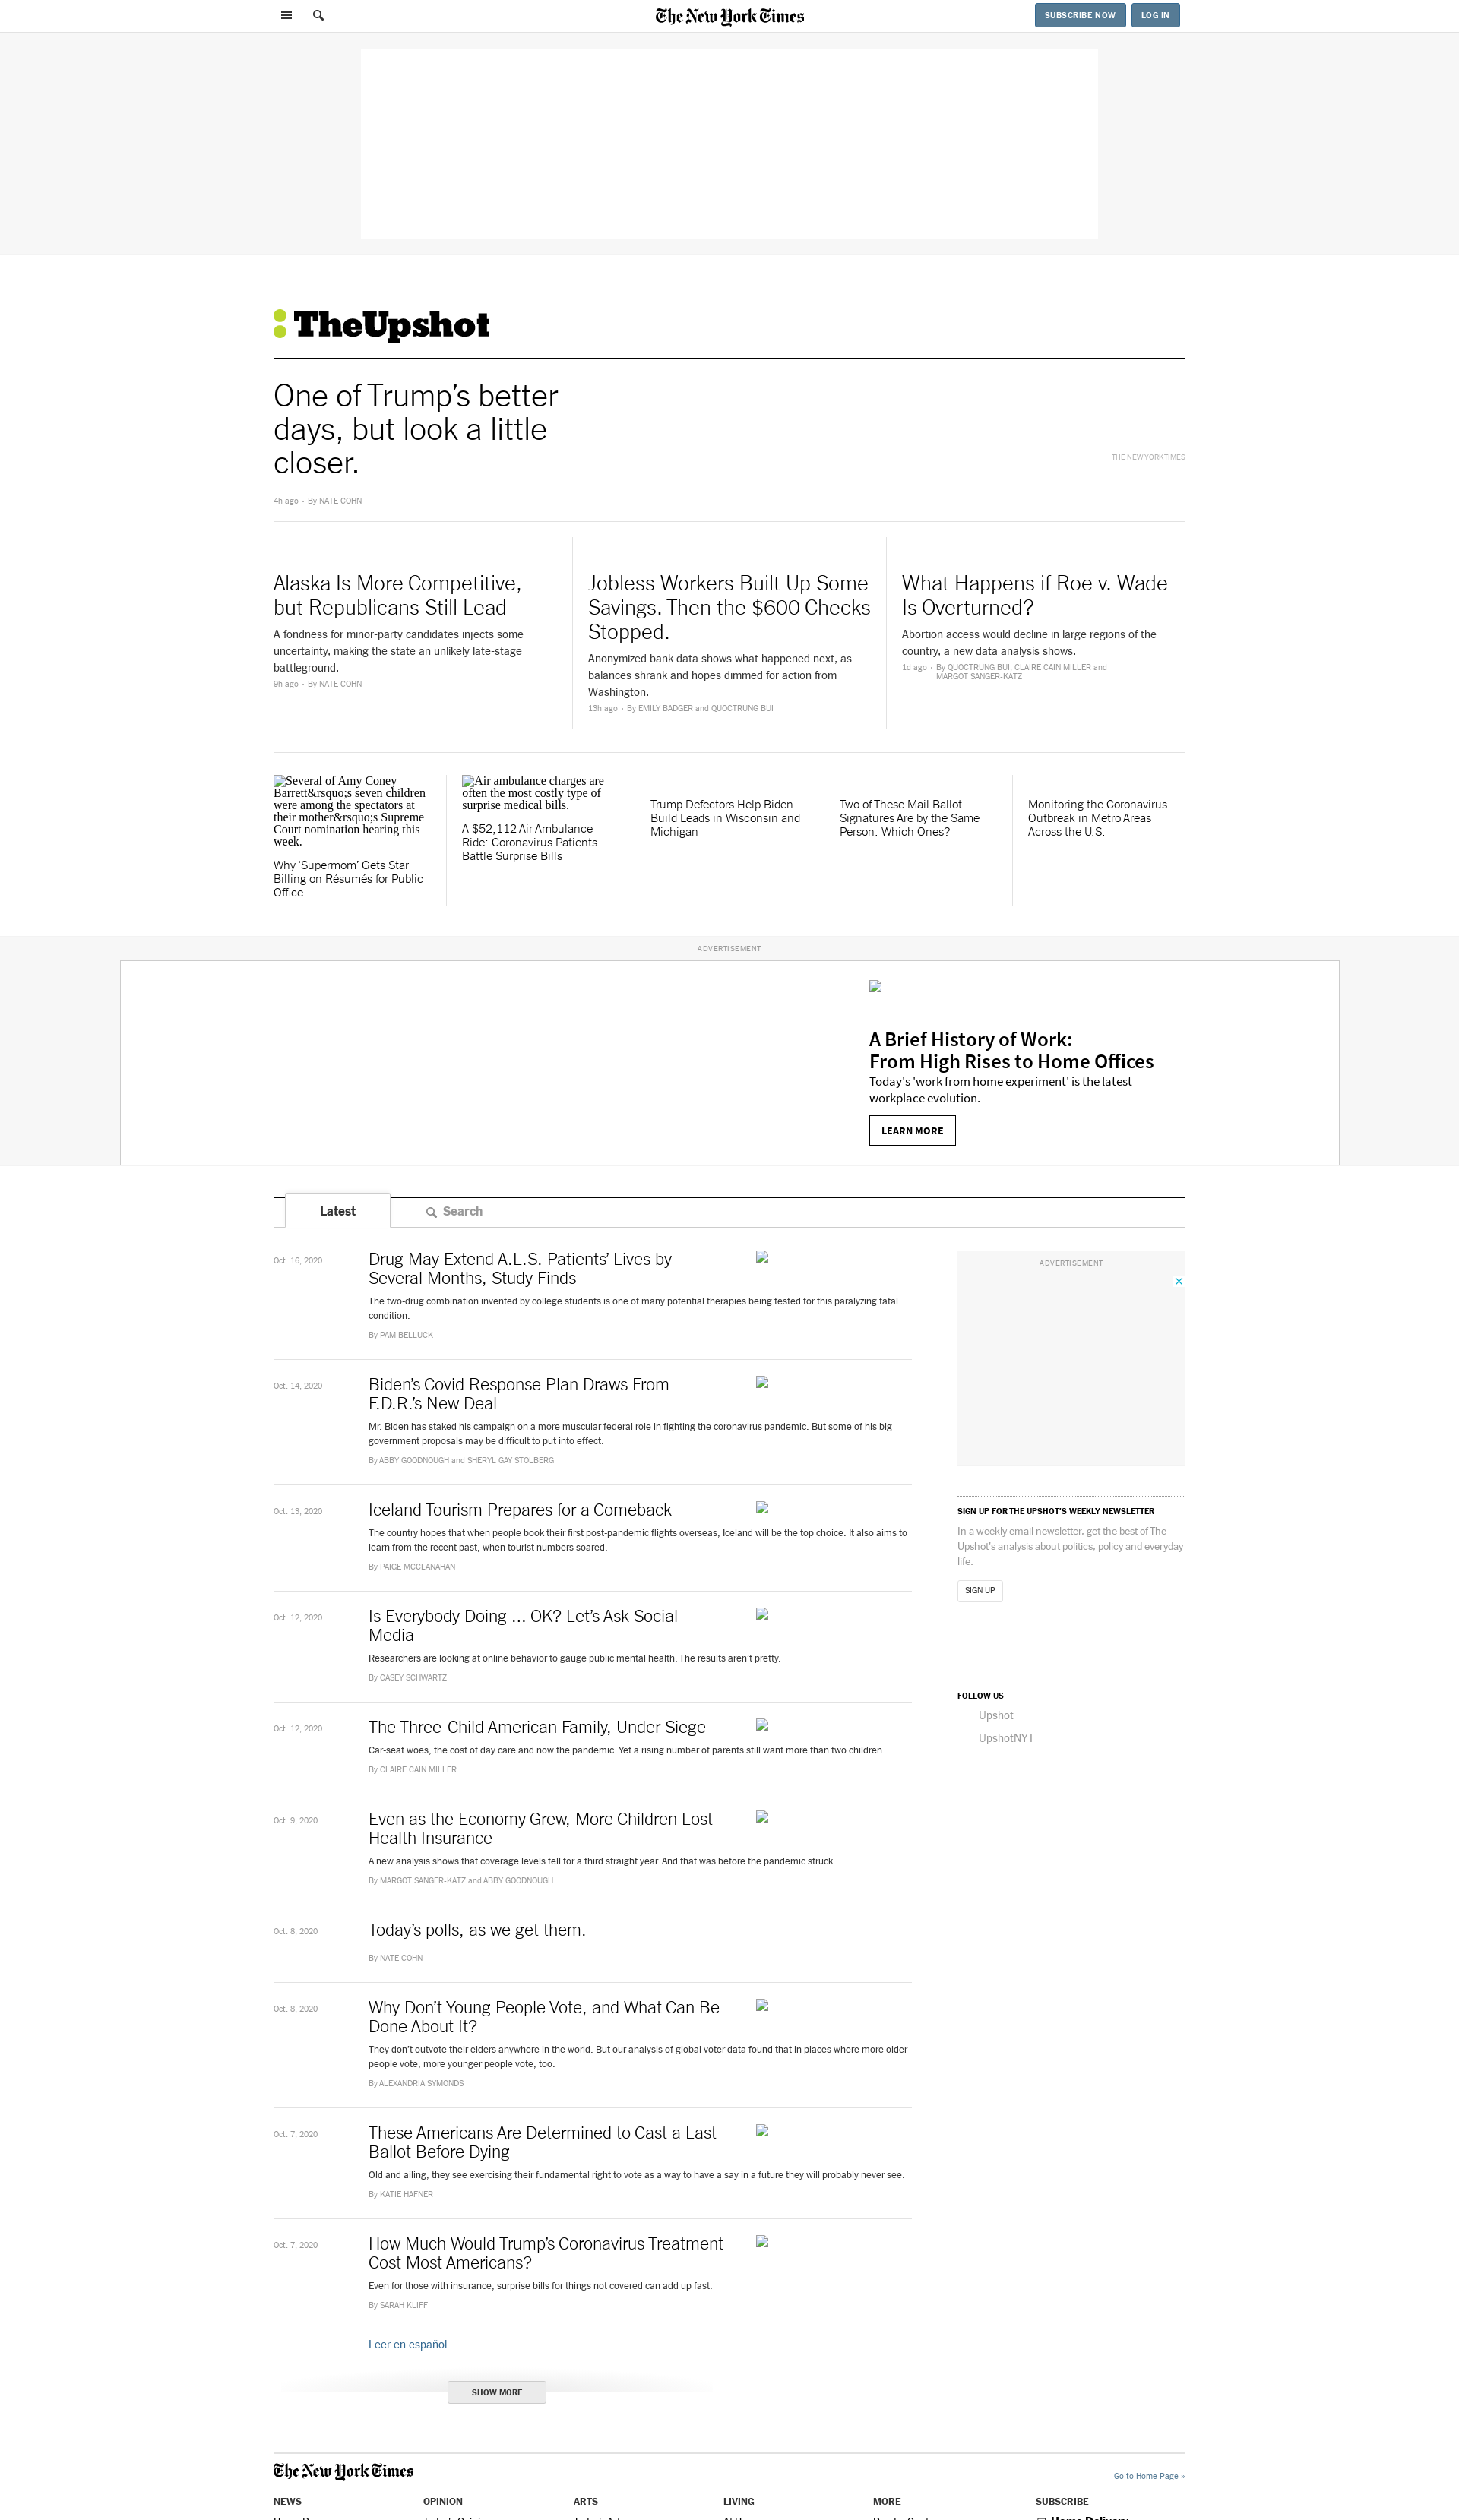 The New York Times
SUBSCRIBE NOW
LOG IN
TheUpshot
One of Trump’s better
days, but look a little
closer.
THE NEW YORK TIMES
4h ago • By NATE COHN
Alaska Is More Competitive,
but Republicans Still Lead
A fondness for minor-party candidates injects some
uncertainty, making the state an unlikely late-stage
battleground.
9h ago • By NATE COHN
Jobless Workers Built Up Some
Savings. Then the $600 Checks
Stopped.
Anonymized bank data shows what happened next, as
balances shrank and hopes dimmed for action from
Washington.
13h ago • By EMILY BADGER and QUOCTRUNG BUI
What Happens if Roe v. Wade
Is Overturned?
Abortion access would decline in large regions of the
country, a new data analysis shows.
1d ago • By QUOCTRUNG BUI, CLAIRE CAIN MILLER and
MARGOT SANGER-KATZ
Several of Amy Coney
Barrett&rsquo;s seven children
were among the spectators at
their mother&rsquo;s Supreme
Court nomination hearing this
week.
Why ‘Supermom’ Gets Star
Billing on Résumés for Public
Office
Air ambulance charges are
often the most costly type of
surprise medical bills.
A $52,112 Air Ambulance
Ride: Coronavirus Patients
Battle Surprise Bills
Trump Defectors Help Biden
Build Leads in Wisconsin and
Michigan
Two of These Mail Ballot
Signatures Are by the Same
Person. Which Ones?
Monitoring the Coronavirus
Outbreak in Metro Areas
Across the U.S.
ADVERTISEMENT
A Brief History of Work:
From High Rises to Home Offices
Today's 'work from home experiment' is the latest
workplace evolution.
LEARN MORE
Latest
Search
Oct. 16, 2020
Drug May Extend A.L.S. Patients’ Lives by
Several Months, Study Finds
The two-drug combination invented by college students is one of many potential therapies being tested for this paralyzing fatal
condition.
By PAM BELLUCK
Oct. 14, 2020
Biden’s Covid Response Plan Draws From
F.D.R.’s New Deal
Mr. Biden has staked his campaign on a more muscular federal role in fighting the coronavirus pandemic. But some of his big
government proposals may be difficult to put into effect.
By ABBY GOODNOUGH and SHERYL GAY STOLBERG
Oct. 13, 2020
Iceland Tourism Prepares for a Comeback
The country hopes that when people book their first post-pandemic flights overseas, Iceland will be the top choice. It also aims to
learn from the recent past, when tourist numbers soared.
By PAIGE MCCLANAHAN
Oct. 12, 2020
Is Everybody Doing ... OK? Let’s Ask Social
Media
Researchers are looking at online behavior to gauge public mental health. The results aren’t pretty.
By CASEY SCHWARTZ
Oct. 12, 2020
The Three-Child American Family, Under Siege
Car-seat woes, the cost of day care and now the pandemic. Yet a rising number of parents still want more than two children.
By CLAIRE CAIN MILLER
Oct. 9, 2020
Even as the Economy Grew, More Children Lost
Health Insurance
A new analysis shows that coverage levels fell for a third straight year. And that was before the pandemic struck.
By MARGOT SANGER-KATZ and ABBY GOODNOUGH
Oct. 8, 2020
Today’s polls, as we get them.
By NATE COHN
Oct. 8, 2020
Why Don’t Young People Vote, and What Can Be
Done About It?
They don’t outvote their elders anywhere in the world. But our analysis of global voter data found that in places where more older
people vote, more younger people vote, too.
By ALEXANDRIA SYMONDS
Oct. 7, 2020
These Americans Are Determined to Cast a Last
Ballot Before Dying
Old and ailing, they see exercising their fundamental right to vote as a way to have a say in a future they will probably never see.
By KATIE HAFNER
Oct. 7, 2020
How Much Would Trump’s Coronavirus Treatment
Cost Most Americans?
Even for those with insurance, surprise bills for things not covered can add up fast.
By SARAH KLIFF
Leer en español
SHOW MORE
ADVERTISEMENT
SIGN UP FOR THE UPSHOT'S WEEKLY NEWSLETTER
In a weekly email newsletter, get the best of The
Upshot's analysis about politics, policy and everyday
life.
SIGN UP
FOLLOW US
Upshot
UpshotNYT
The New York Times
Go to Home Page »
NEWS
OPINION
ARTS
LIVING
MORE
SUBSCRIBE